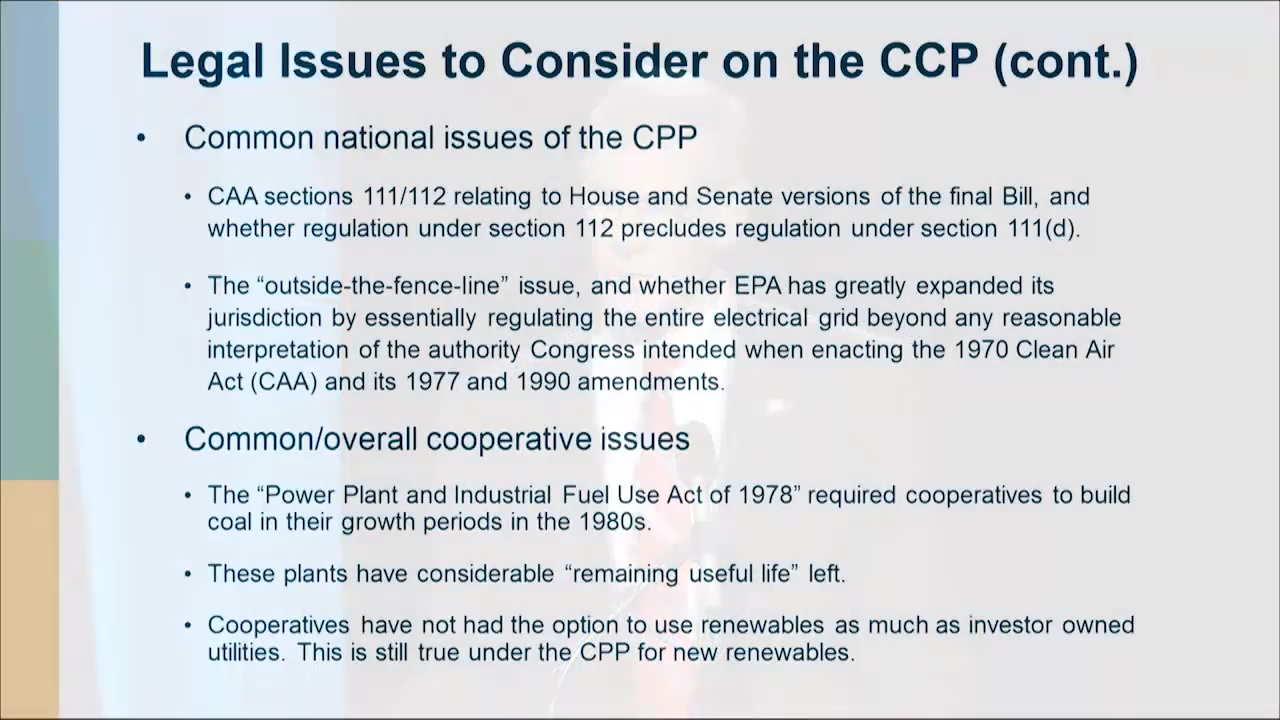 Legal Issues to Consider on the CCP (cont.)
• Common national issues of the CPP
• CAA sections 111/112 relating to House and Senate versions of the final Bill, and
whether regulation under section 112 precludes regulation under section 111(d).
• The “outside-the-fence-line” issue, and whether EPA has greatly expanded its
jurisdiction by essentially regulating the entire electrical grid beyond any reasonable
interpretation of the authority Congress intended when enacting the 1970 Clean Air
Act (CAA) and its 1977 and 1990 amendments.
• Common/overall cooperative issues
• The “Power Plant and Industrial Fuel Use Act of 1978” required cooperatives to build
coal in their growth periods in the 1980s.
• These plants have considerable “remaining useful life” left.
• Cooperatives have not had the option to use renewables as much as investor owned
utilities. This is still true under the CPP for new renewables.